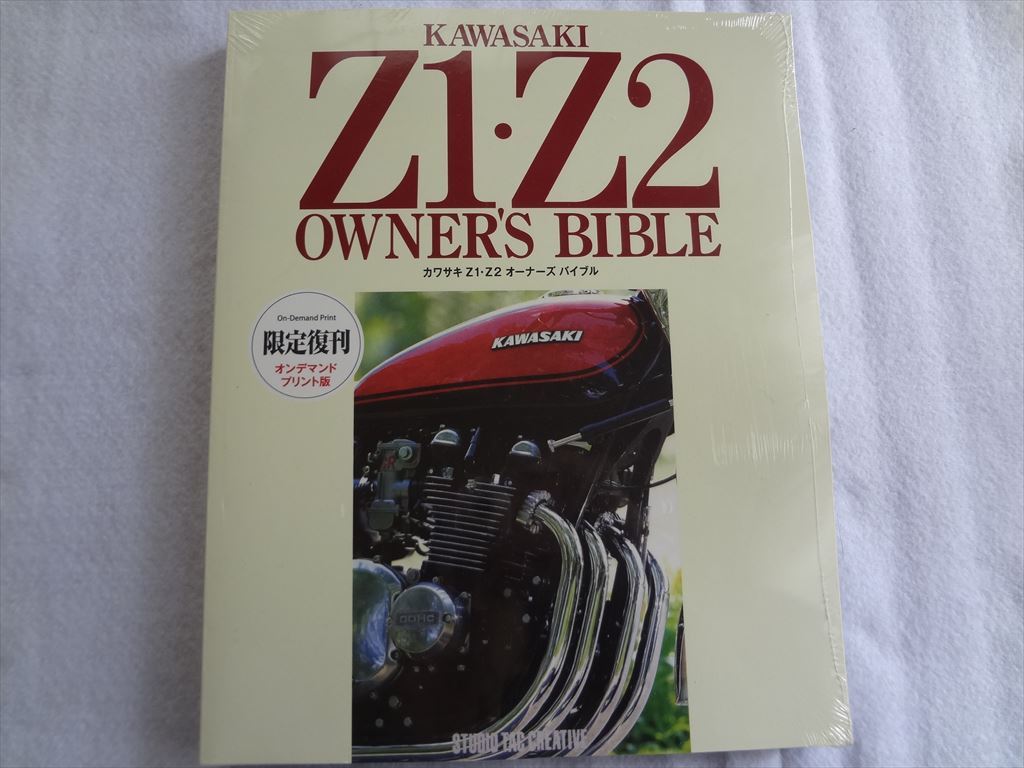 KAWASAKI
Z1·Z2
OWNER'S BIBLE
カワサキ Z1·Z2 オーナーズ バイブル
On-Demand Print
限定復刊
オンデマンド
プリント版
KAWASAKI
DOHC
STUDIO TAC CREATIVE